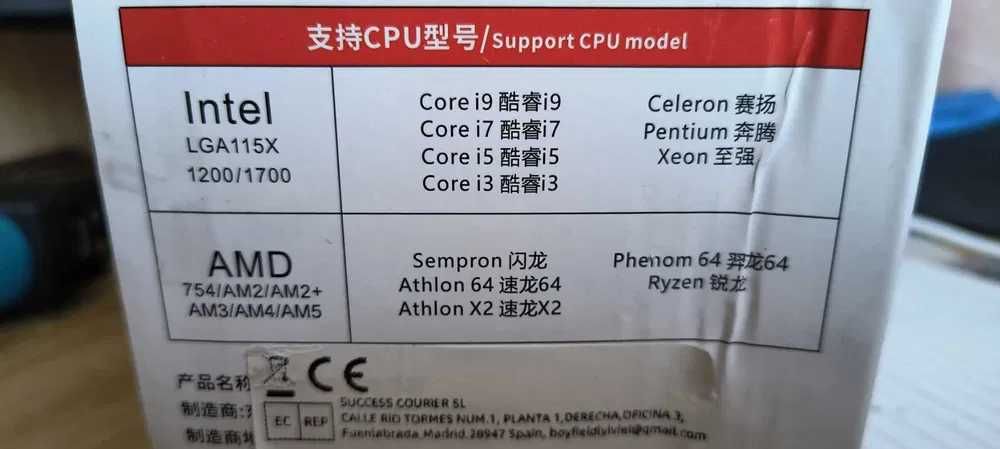 支持CPU型号/Support CPU model
Intel
LGA115X
1200/1700
Core i9 酷睿i9
Core i7 酷睿i7
Core i5 酷睿i5
Core i3 酷睿i3
Celeron 赛扬
Pentium 奔腾
Xeon 至强
AMD
754/AM2/AM2+
AM3/AM4/AM5
Sempron 闪龙
Athlon 64 速龙64
Athlon X2 速龙X2
Phenom 64 羿龙64
Ryzen 锐龙
产品名称
制造商:
制造商
CE
EC REP
SUCCESS COURIER SL
CALLE RIO TORMES NUM.1, PLANTA 1,DERECHA,OFICINA 3,
Fuenlabrada,Madrid,28947 Spain,